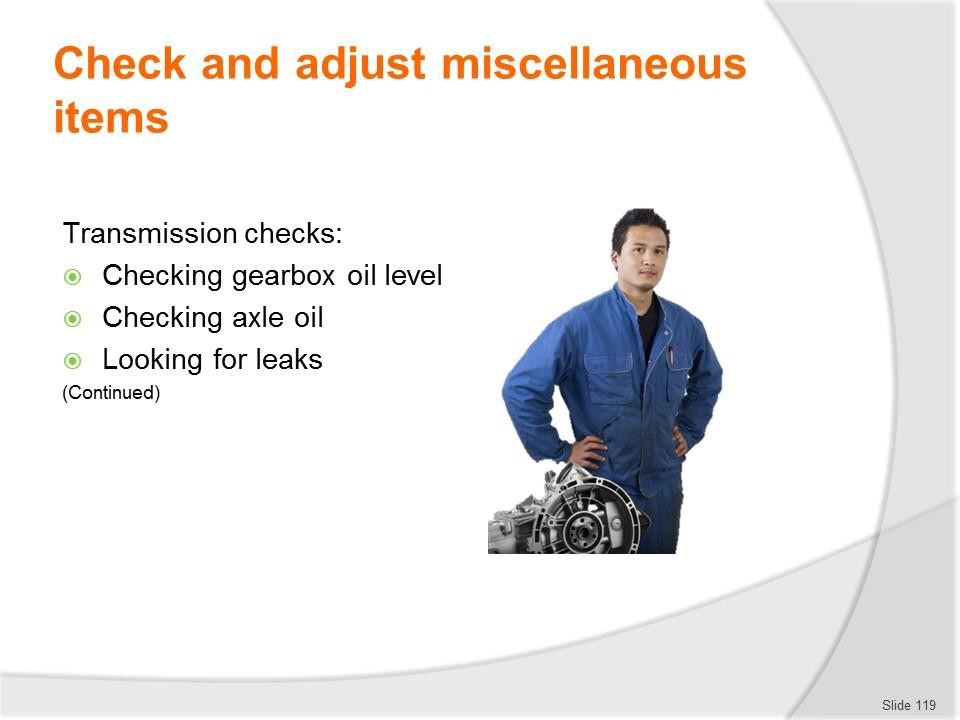 Check and adjust miscellaneous
items
Transmission checks:
Checking gearbox oil level
Checking axle oil
Looking for leaks
(Continued)
Slide 119